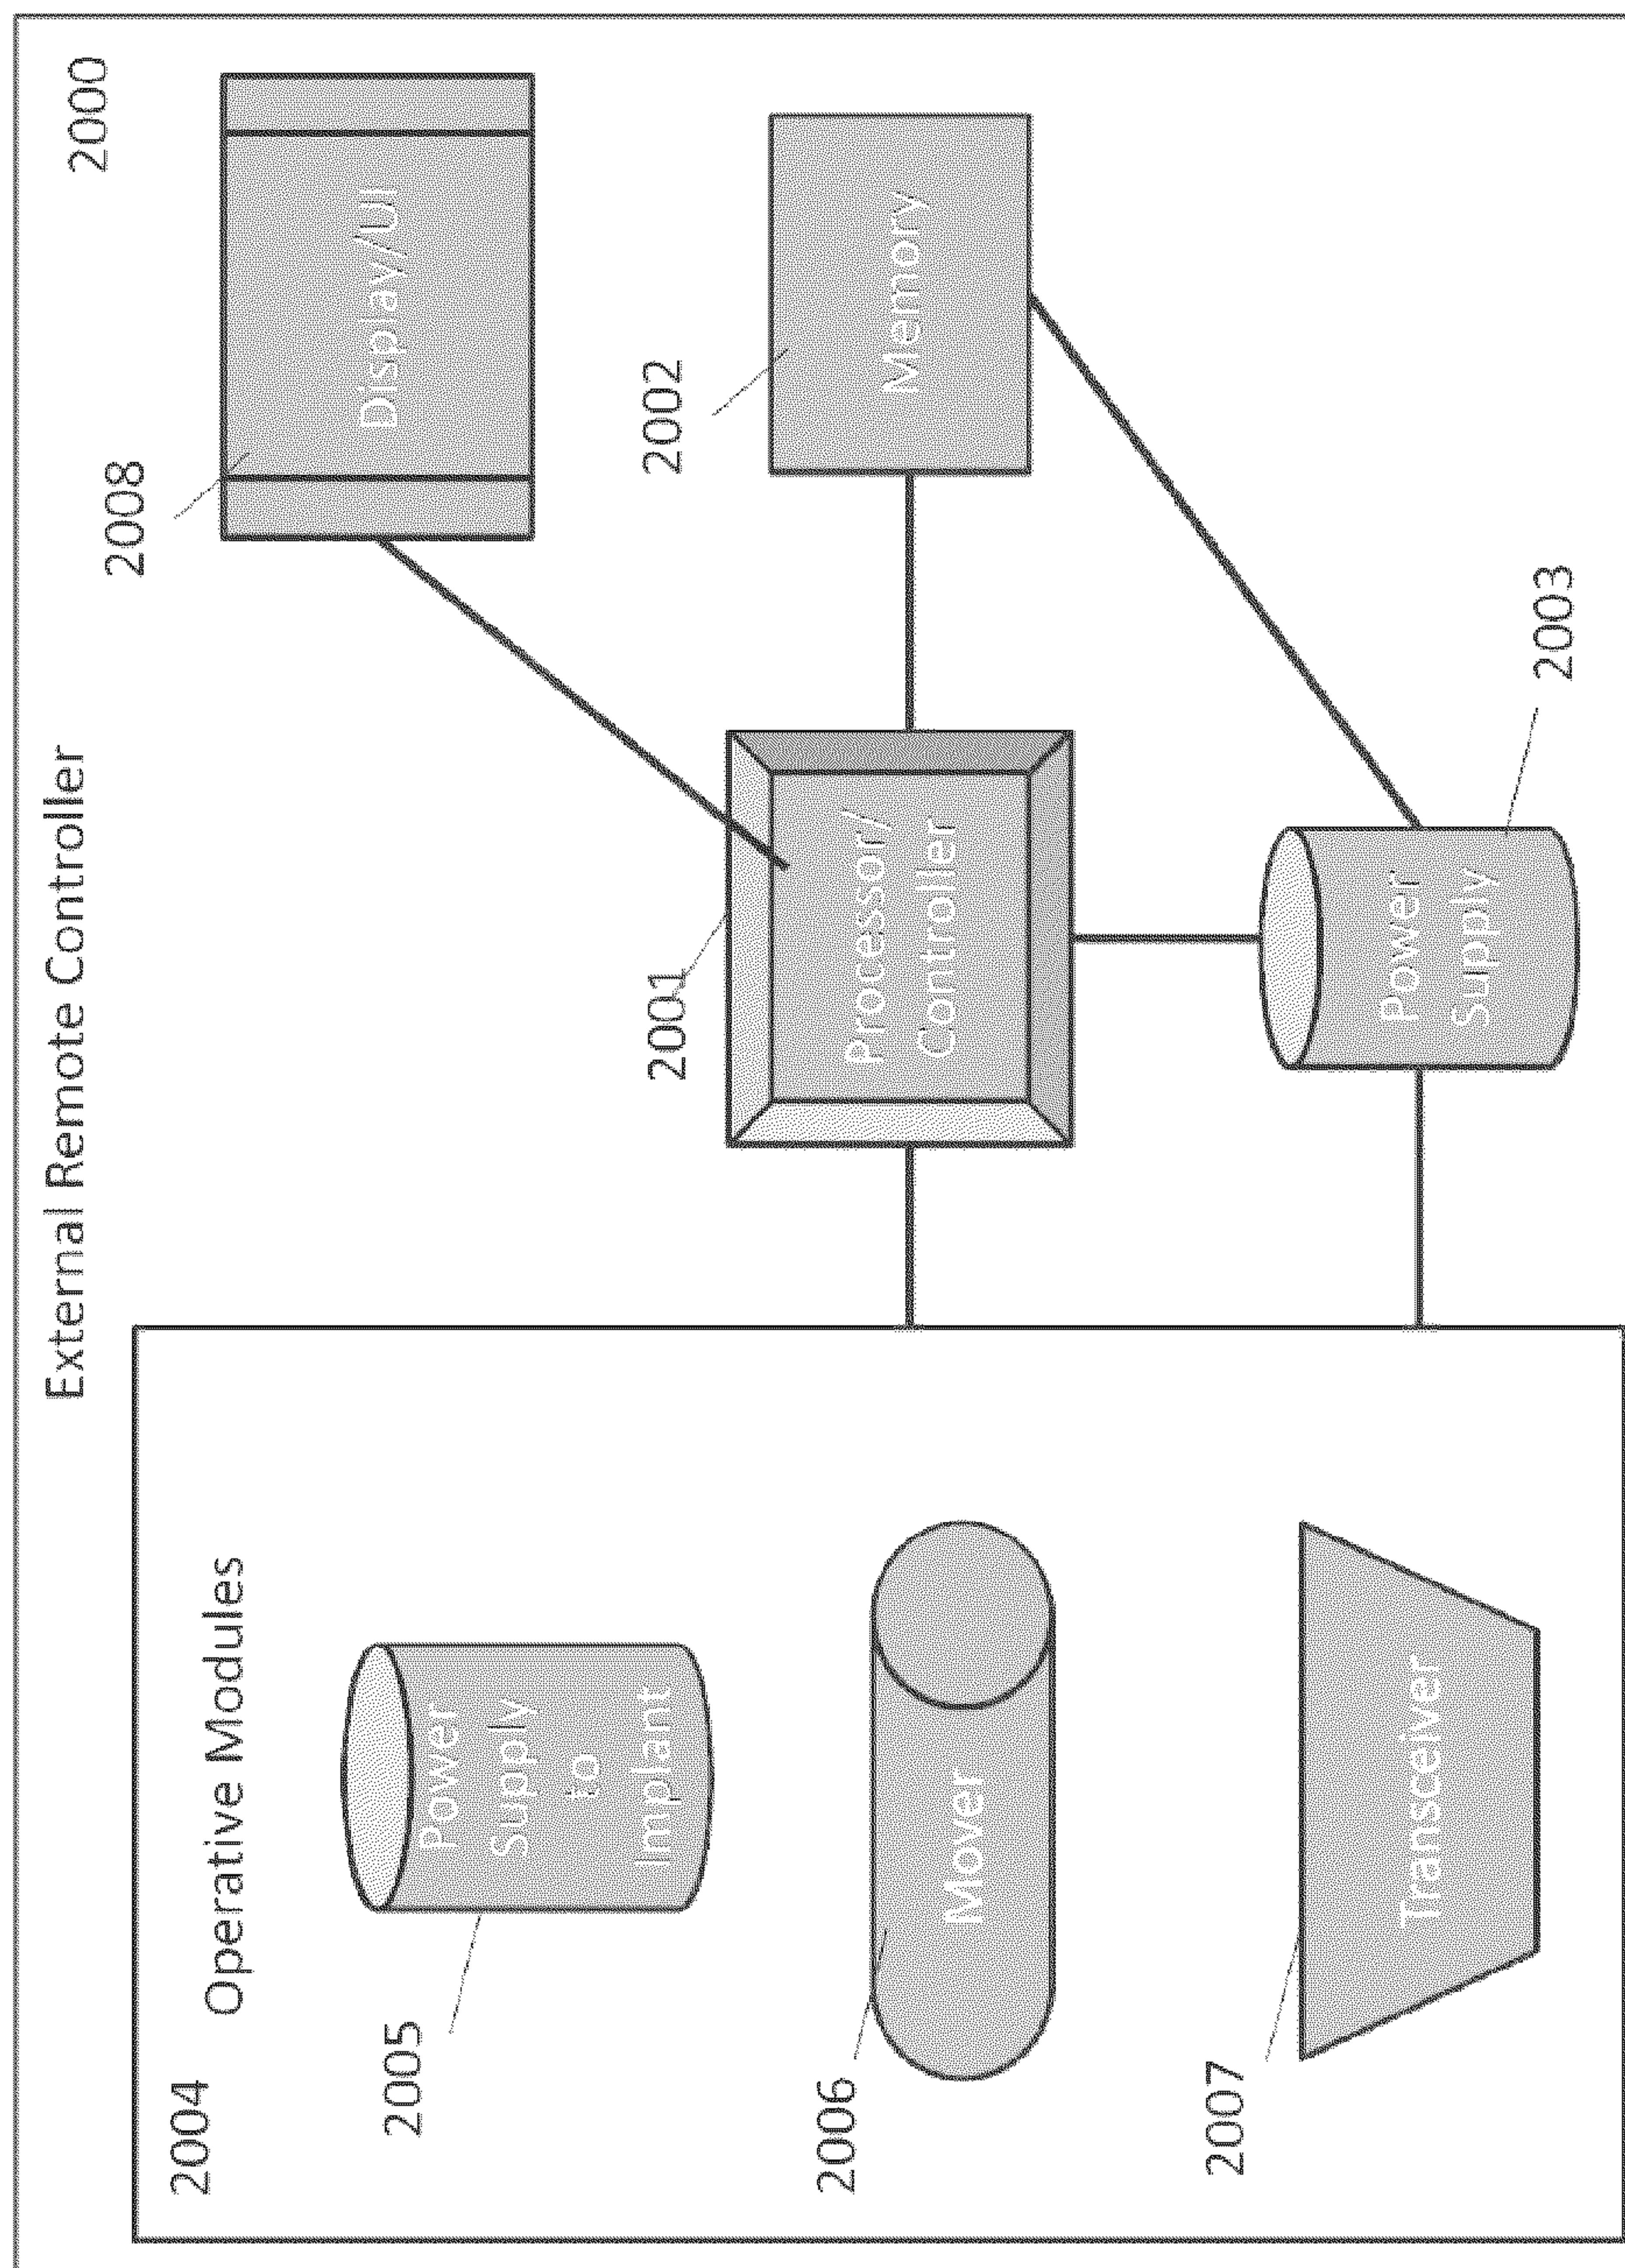 External Remote Controller
2000
2004
Operative Modules
2005
Power
Supply
to
Implant
2006
Mover
2007
Transceiver
2001
Processor/
Controller
2008
Display/UI
2002
Memory
2003
Power
Supply